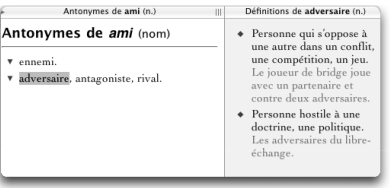 Antonymes de ami (n.)
Antonymes de ami (nom)
ennemi.
adversaire, antagoniste, rival.
Définitions de adversaire (n.)
Personne qui s'oppose à
une autre dans un conflit,
une compétition, un jeu.
Le joueur de bridge joue
avec un partenaire et
contre deux adversaires.
Personne hostile à une
doctrine, une politique.
Les adversaires du libre-
échange.